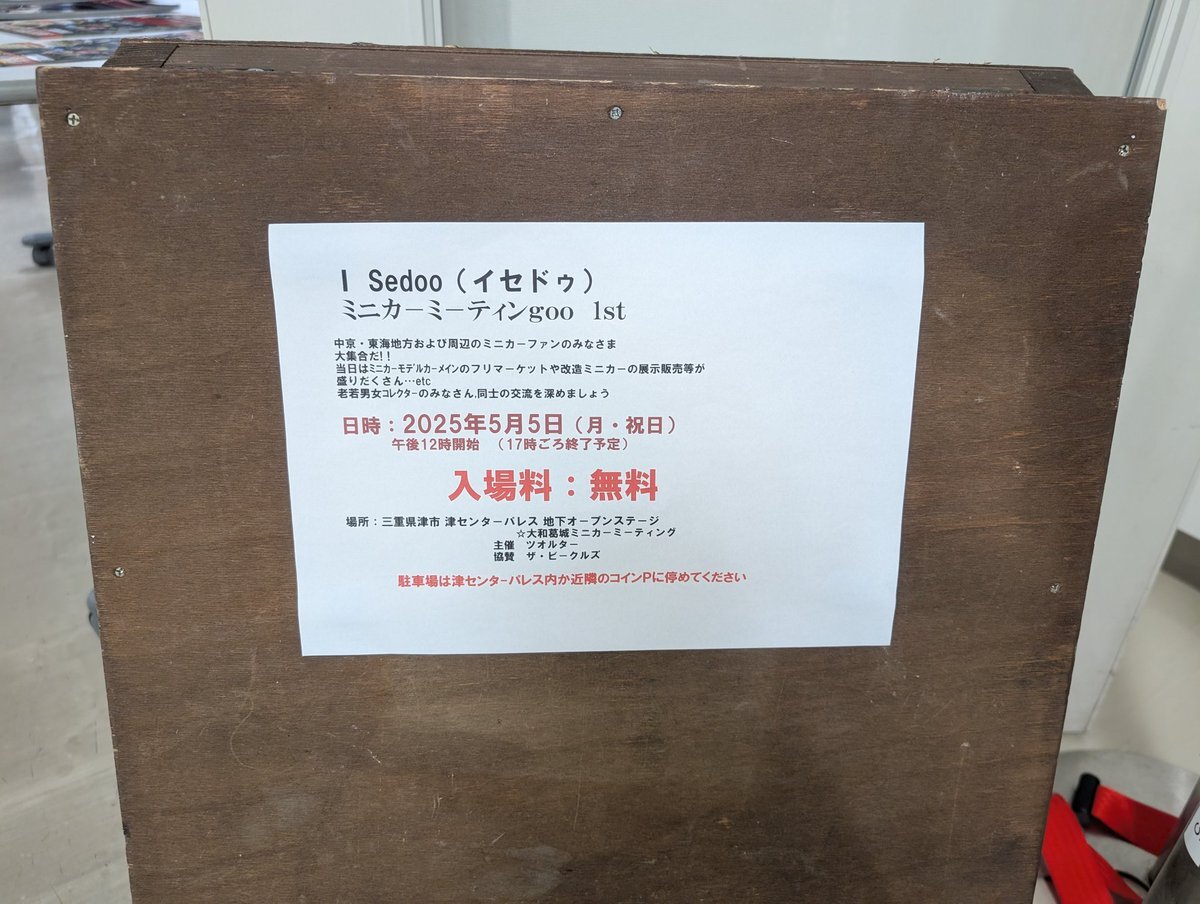 I Sedoo（イセドゥ）
ミニカーミーティンgoo 1st
中京・東海地方および周辺のミニカーファンのみなさま
大集合だ！！
当日はﾐﾆｶｰﾓﾃﾞﾙｶｰﾒｲﾝのフリマーケットや改造ミニカーの展示販売等が
盛りだくさん…etc
老若男女ｺﾚｸﾀｰのみなさん.同士の交流を深めましょう
日時：2025年5月5日（月・祝日）
午後12時開始 （17時ごろ終了予定）
入場料：無料
場所：三重県津市 津センターパレス 地下オープンステージ
☆大和葛城ミニカーミーティング
主催 ツオルター
協賛 ザ・ビークルズ
駐車場は津センターパレス内か近隣のコインPに停めてください